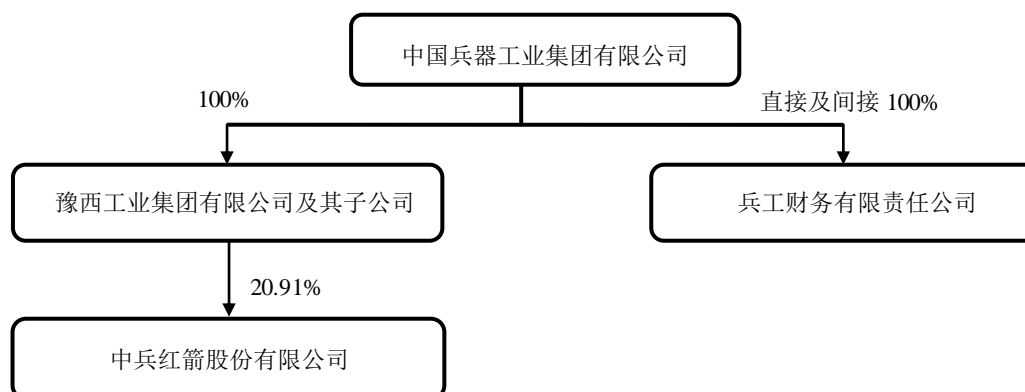 中国兵器工业集团有限公司
100%
直接及间接 100%
豫西工业集团有限公司及其子公司
兵工财务有限责任公司
20.91%
中兵红箭股份有限公司